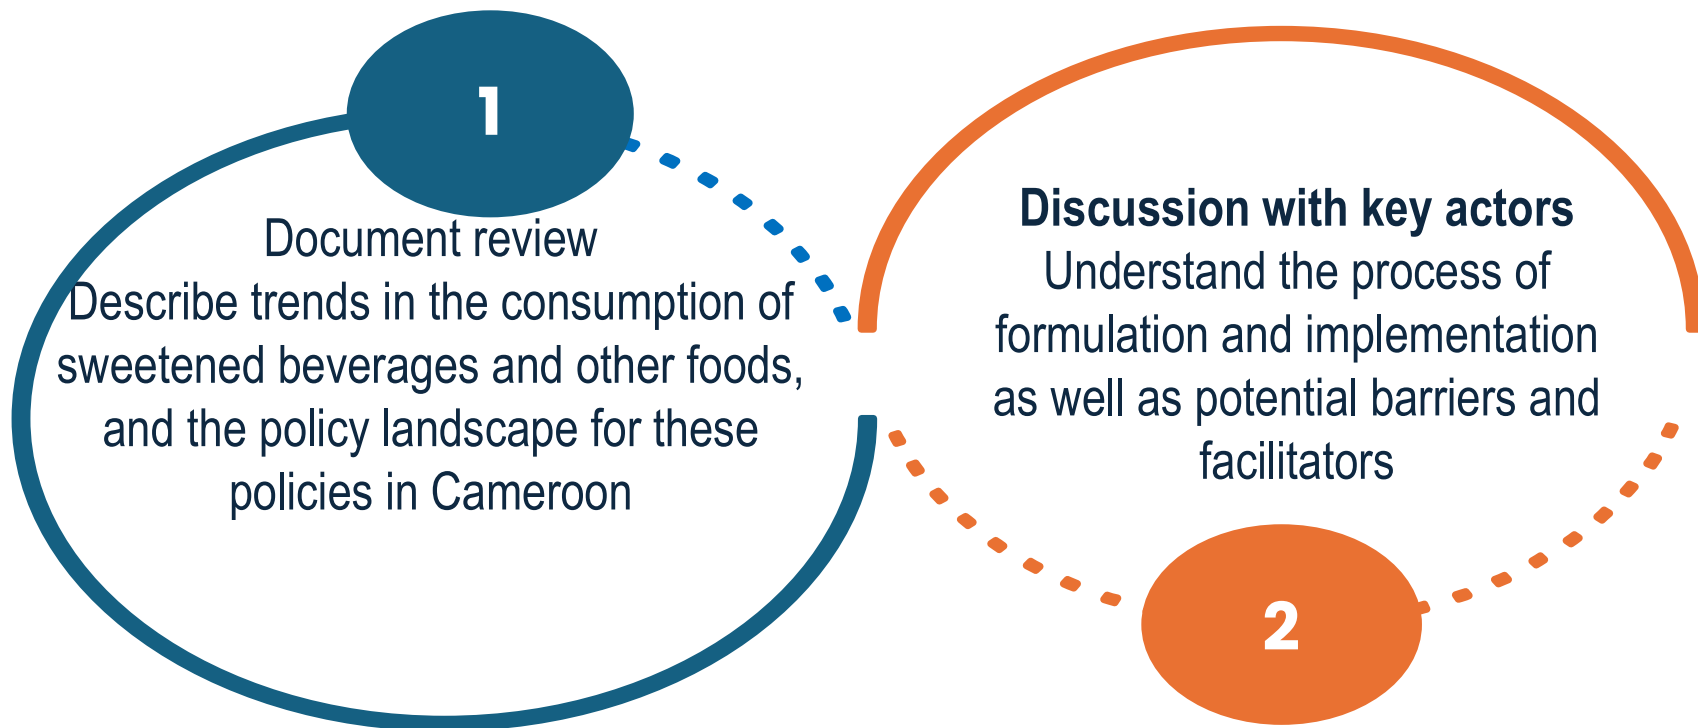 1
Document review
Describe trends in the consumption of
sweetened beverages and other foods,
and the policy landscape for these
policies in Cameroon
Discussion with key actors
Understand the process of
formulation and implementation
as well as potential barriers and
facilitators
2